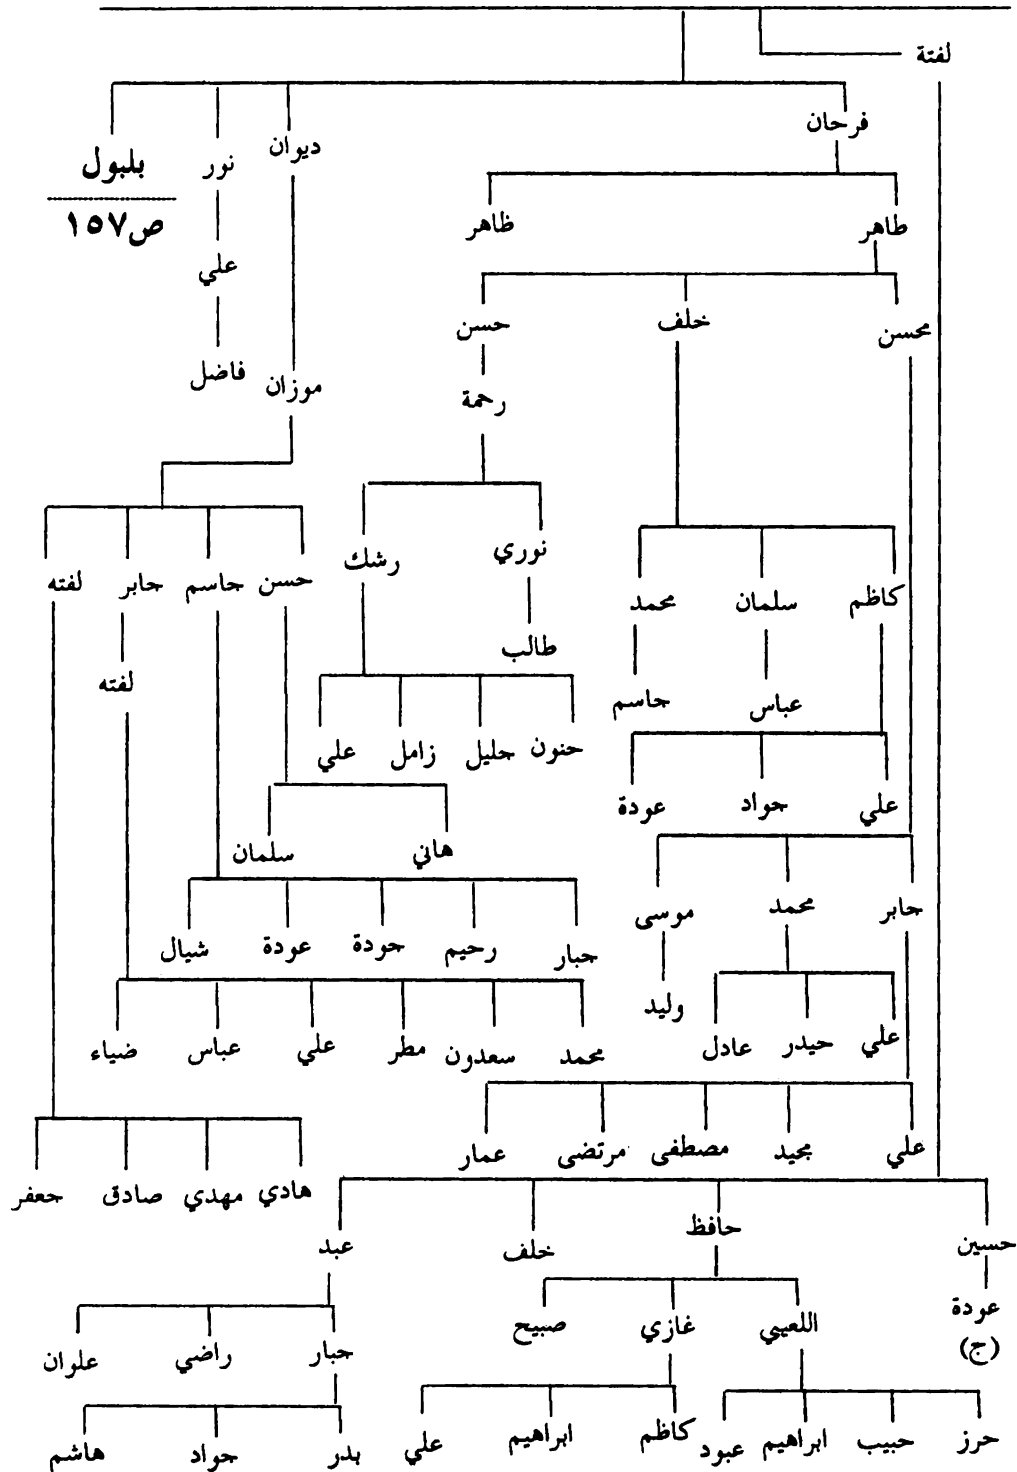 لفتة
فرحان
ديوان
نور
بلبول
ص١٥٧
طاهر
ظاهر
علي
محسن
خلف
حسن
فاضل
موزان
رحمة
نوري
رشك
حسن
جاسم
جابر
لفته
كاظم
سلمان
محمد
طالب
لفته
عباس
جاسم
حنون
جليل
زامل
علي
علي
جواد
عودة
هاني
سلمان
جابر
محمد
موسى
جبار
رحيم
جودة
عودة
شيال
وليد
علي
حيدر
عادل
محمد
سعدون
مطر
علي
عباس
ضياء
علي
مجيد
مصطفى
مرتضى
عمار
هادي
مهدي
صادق
جعفر
حسين
حافظ
خلف
عبد
عودة
(ج)
اللعيبي
غازي
صبيح
جبار
راضي
علوان
حرز
حبيب
ابراهيم
عبود
كاظم
ابراهيم
علي
بدر
جواد
هاشم